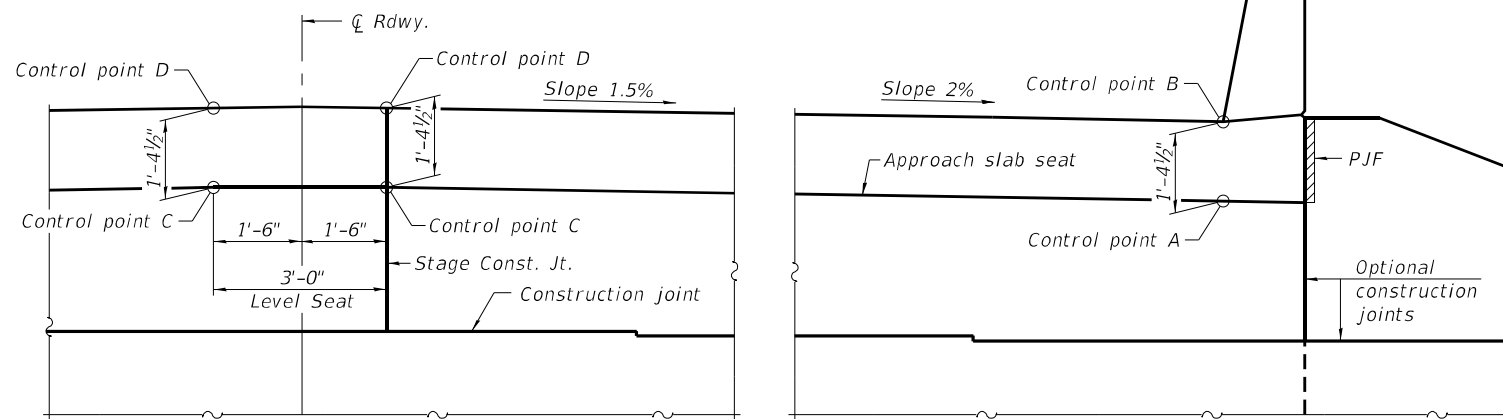 ℄ Rdwy.
Control point D
Control point D
Slope 1.5%
1'-4½"
1'-4½"
Control point C
Control point C
1'-6"
1'-6"
Stage Const. Jt.
3'-0"
Level Seat
Construction joint
Slope 2%
Control point B
Approach slab seat
1'-4½"
PJF
Control point A
Optional
construction
joints